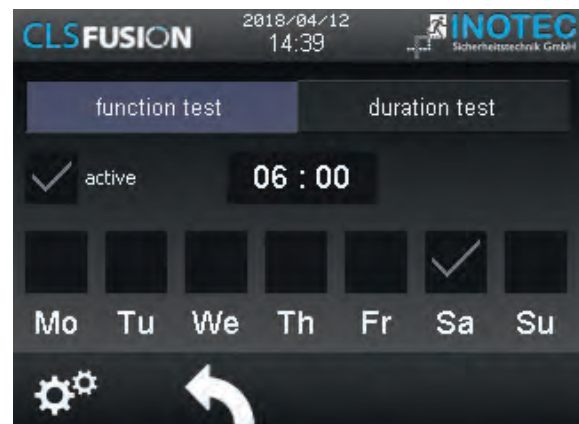 CLSFUSION 2018/04/12 INOTEC
14:39 Sicherheitstechnik GmbH
function test duration test
active 06 : 00
Mo Tu We Th Fr Sa Su